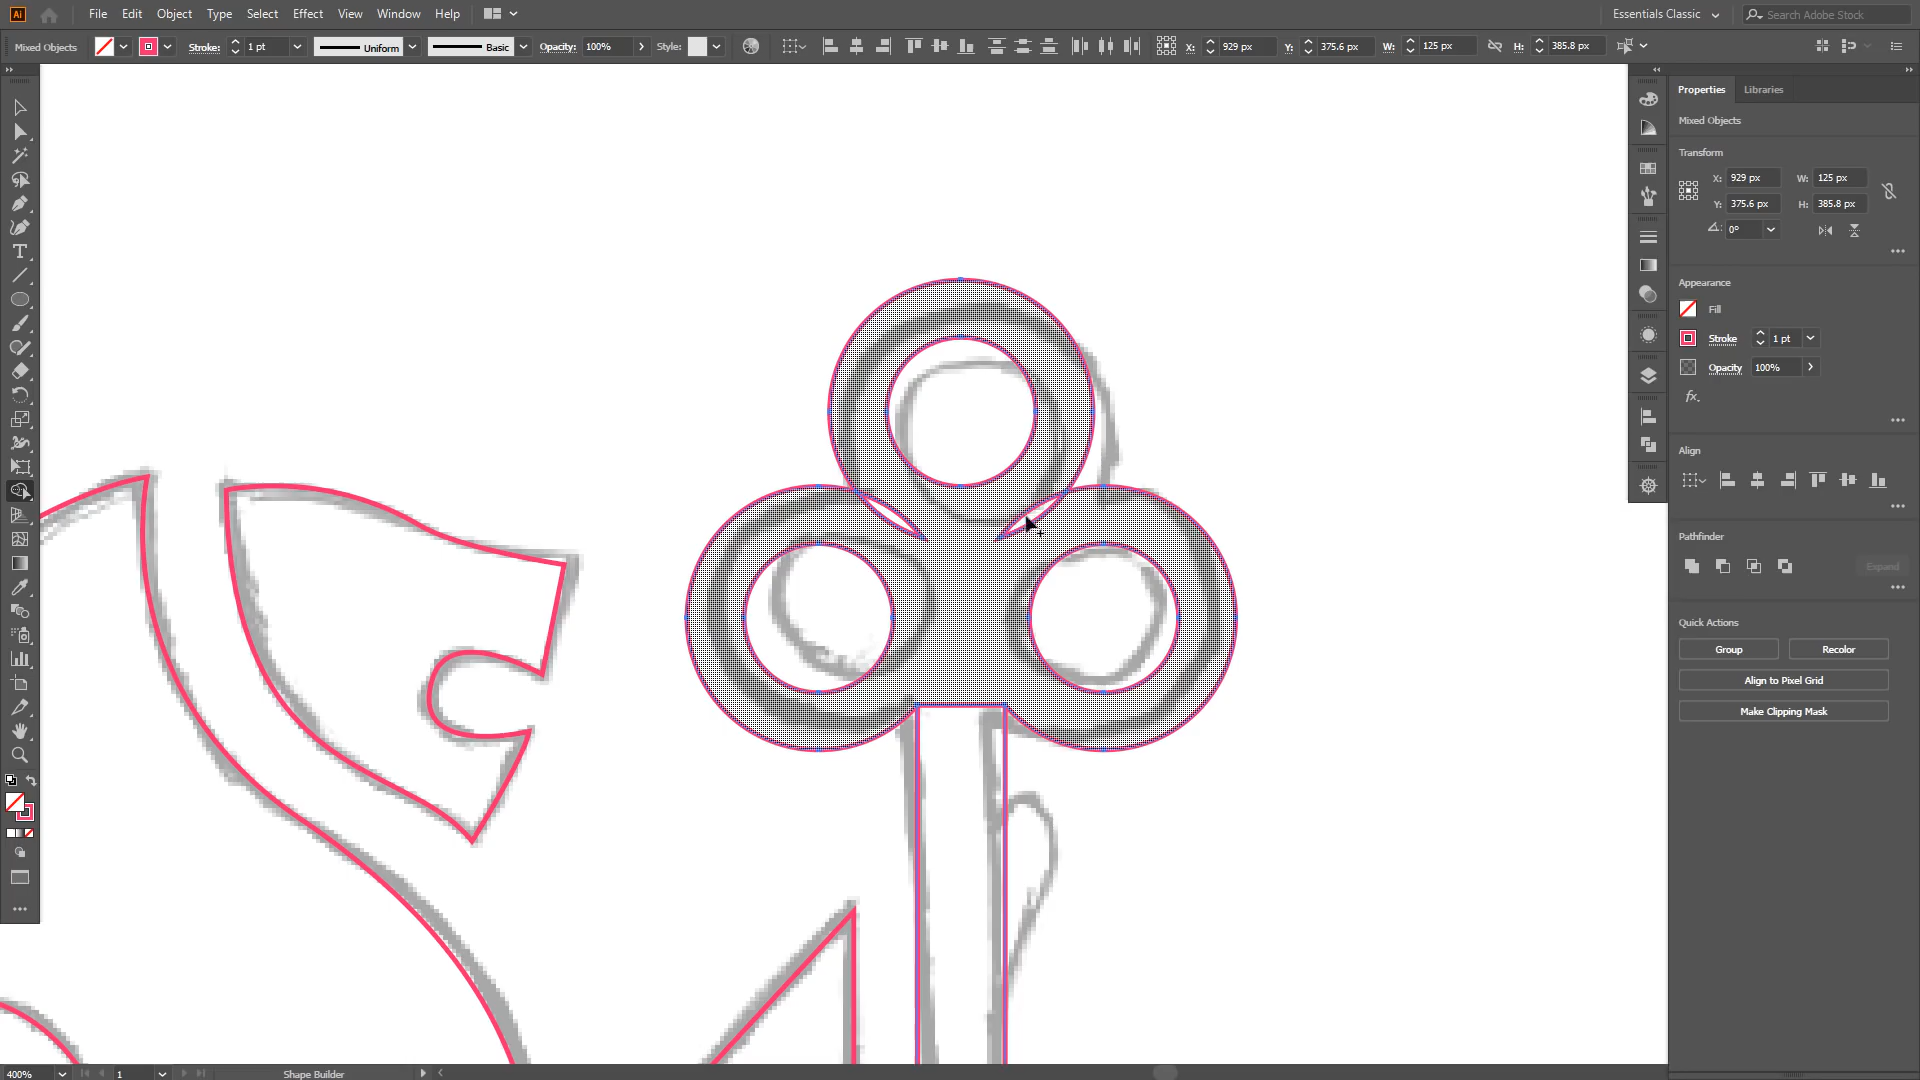 Ai File Edit Object Type Select Effect View Window Help Essentials Classic Search Adobe Stock
Mixed Objects Stroke: 1 pt Uniform Basic Opacity: 100% Style: X: 929 px Y: 375.6 px W: 125 px H: 385.8 px
Properties Libraries
Mixed Objects
Transform
X: 929 px W: 125 px
Y: 375.6 px H: 385.8 px
0°
Appearance
Fill
Stroke 1 pt
Opacity 100%
fx.
Align
Pathfinder
Expand
Quick Actions
Group Recolor
Align to Pixel Grid
Make Clipping Mask
400% 1 Shape Builder